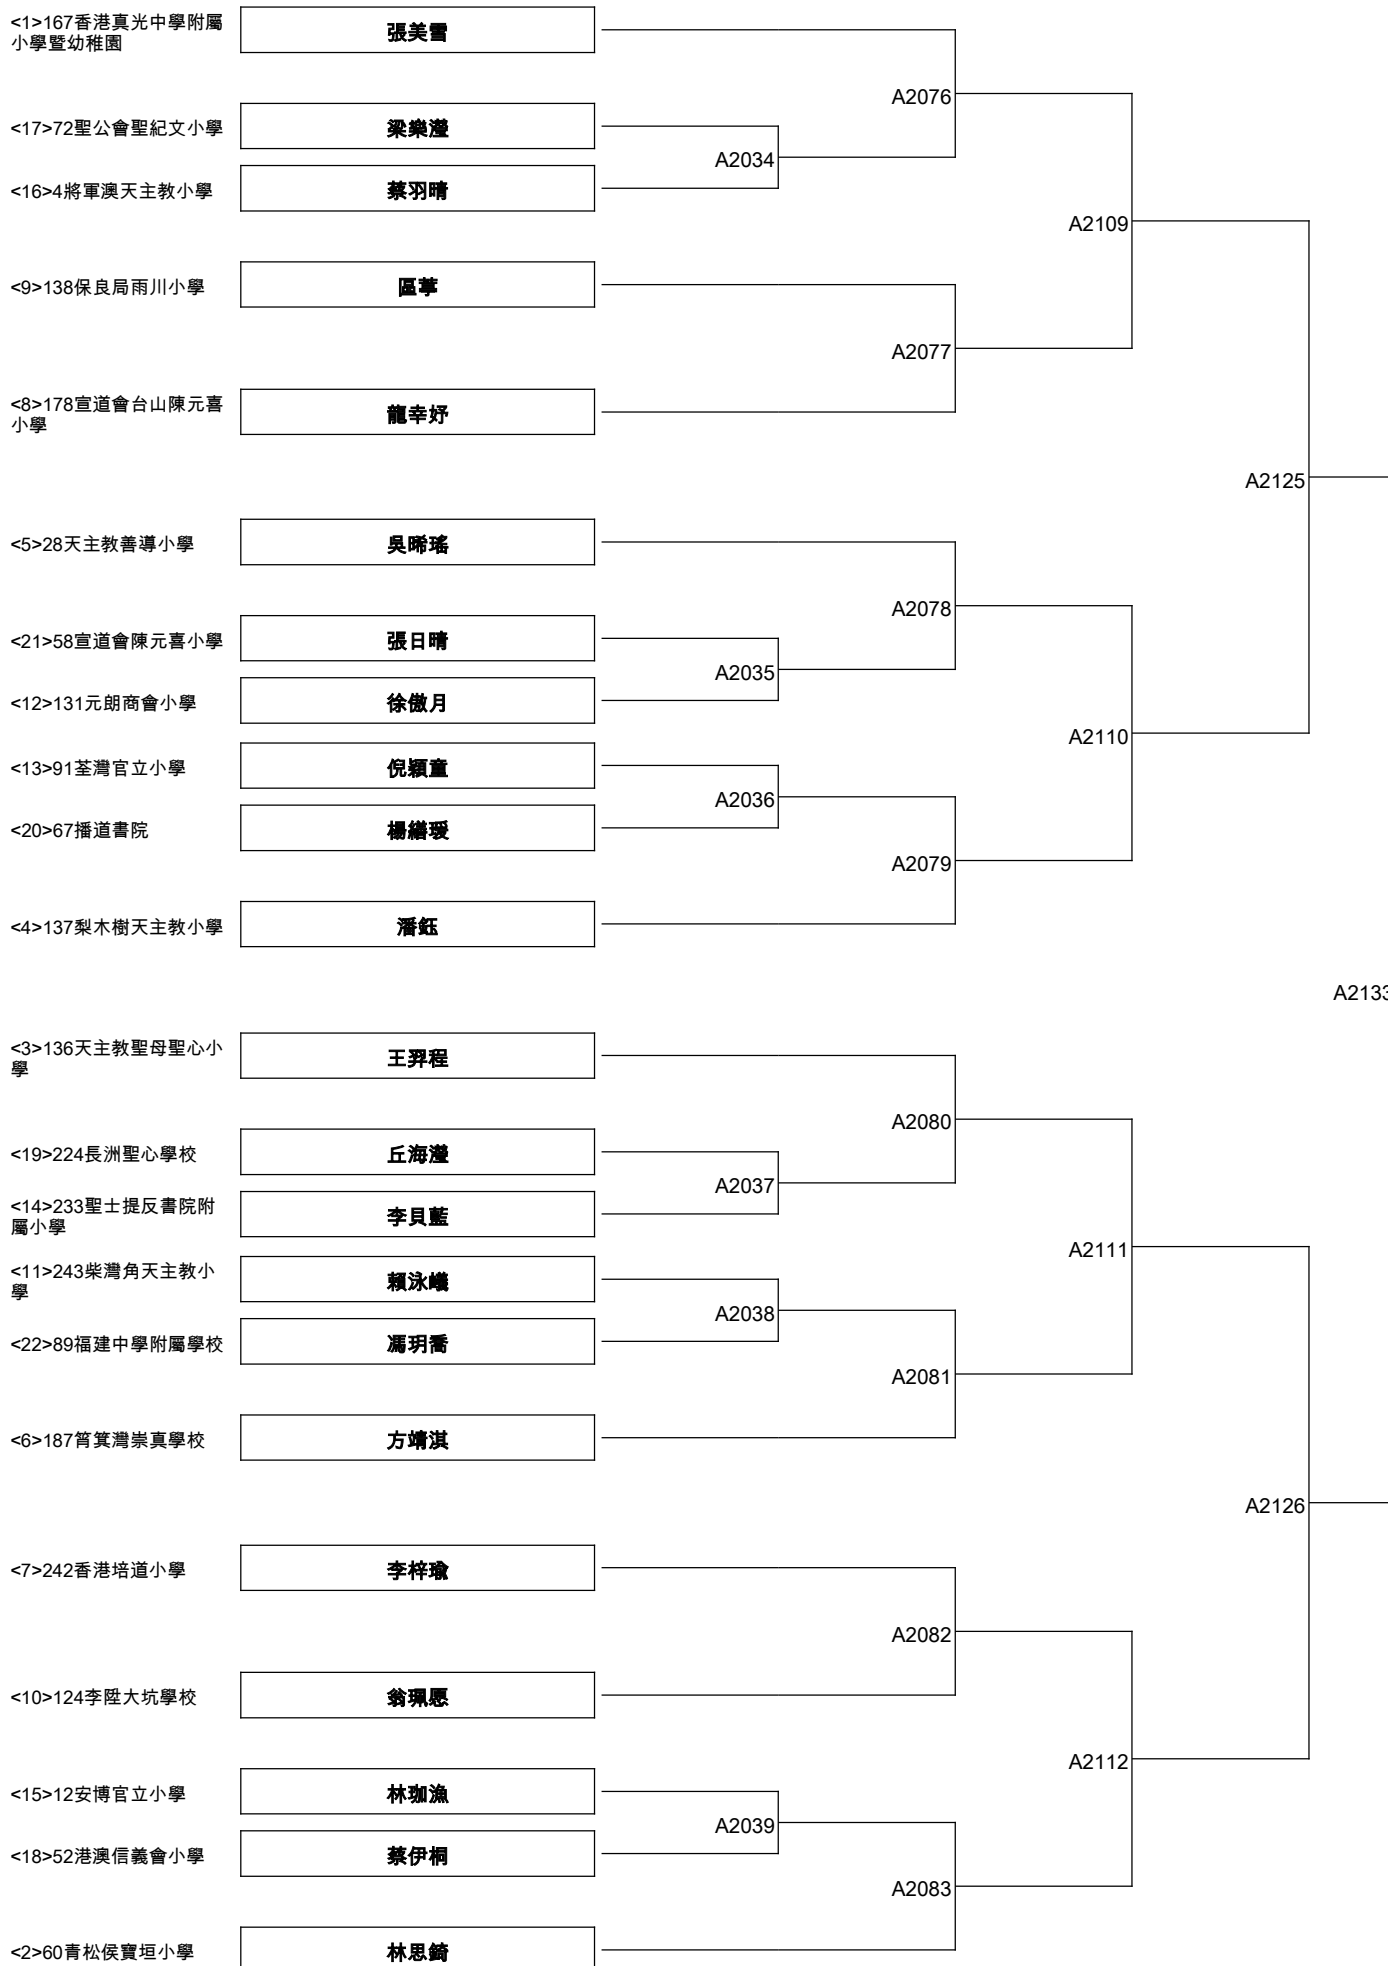 <1>167香港真光中學附屬
小學暨幼稚園
張美雪
A2076
<17>72聖公會聖紀文小學
梁樂瀅
A2034
<16>4將軍澳天主教小學
蔡羽晴
A2109
<9>138保良局雨川小學
區葶
A2077
<8>178宣道會台山陳元喜
小學
龍幸妤
A2125
<5>28天主教善導小學
吳晞瑤
A2078
<21>58宣道會陳元喜小學
張日晴
A2035
<12>131元朗商會小學
徐傲月
A2110
<13>91荃灣官立小學
倪穎童
A2036
<20>67播道書院
楊繕瑗
A2079
<4>137梨木樹天主教小學
潘鈺
A2133
<3>136天主教聖母聖心小
學
王羿程
A2080
<19>224長洲聖心學校
丘海瀅
A2037
<14>233聖士提反書院附
屬小學
李貝藍
A2111
<11>243柴灣角天主教小
學
賴泳曦
A2038
<22>89福建中學附屬學校
馮玥喬
A2081
<6>187筲箕灣崇真學校
方靖淇
A2126
<7>242香港培道小學
李梓瑜
A2082
<10>124李陞大坑學校
翁珮慇
A2112
<15>12安博官立小學
林珈漁
A2039
<18>52港澳信義會小學
蔡伊桐
A2083
<2>60青松侯寶垣小學
林思錡